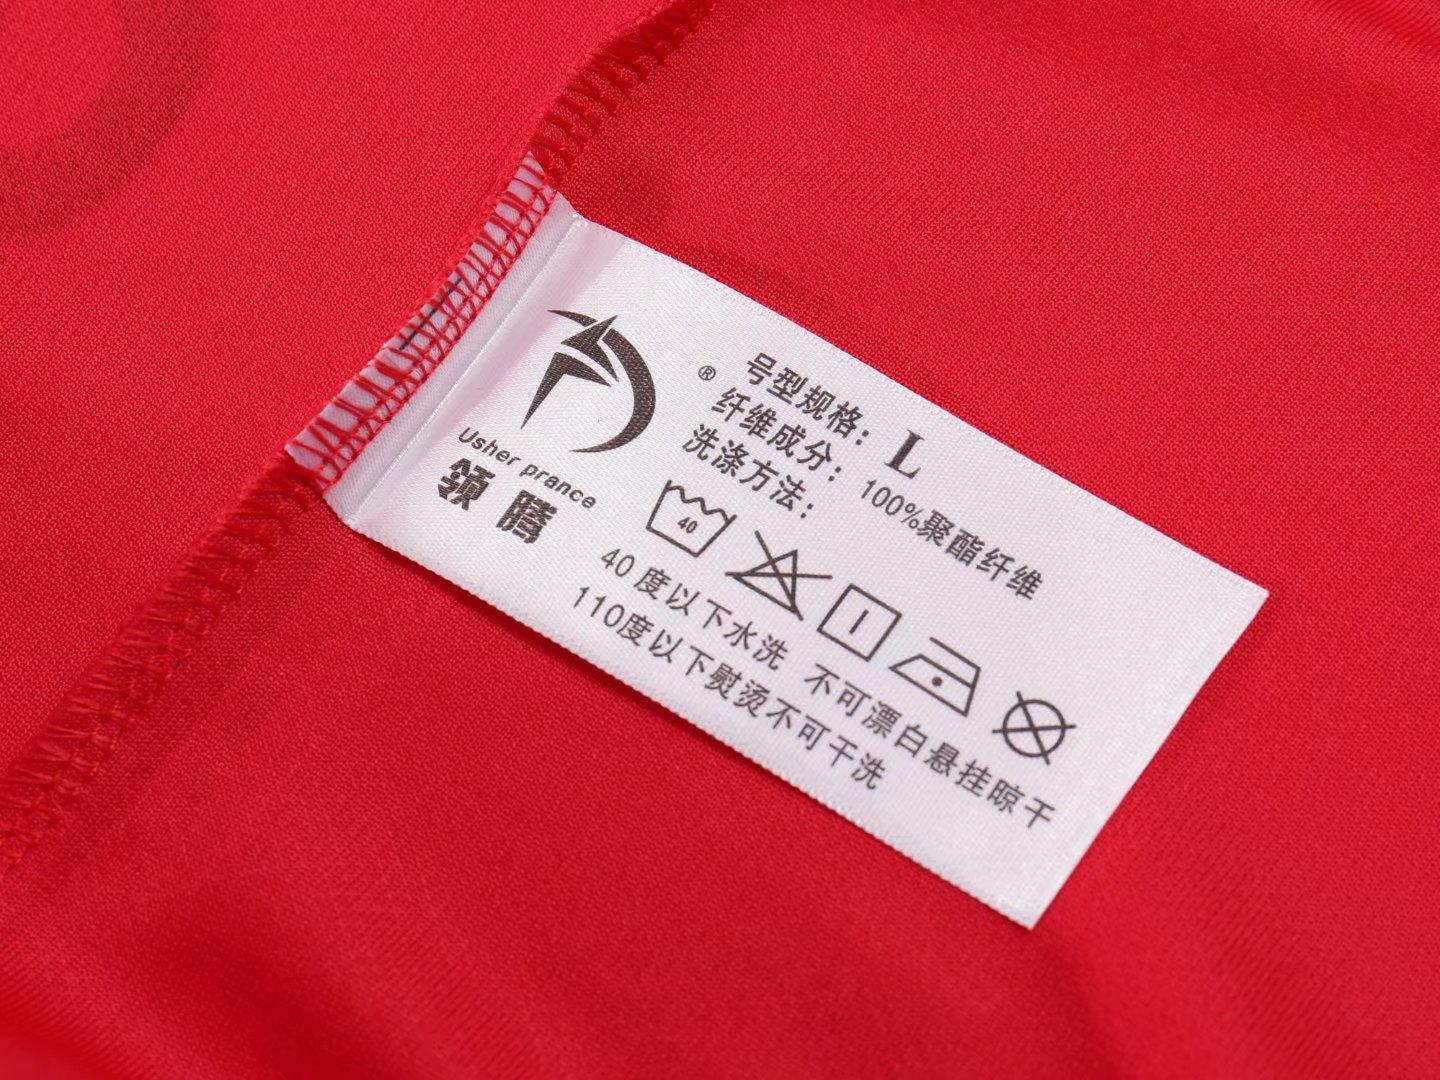 Usher prance
领腾
®
号型规格： L
纤维成分： 100%聚酯纤维
洗涤方法：
40
40度以下水洗 不可漂白悬挂晾干
110度以下熨烫不可干洗